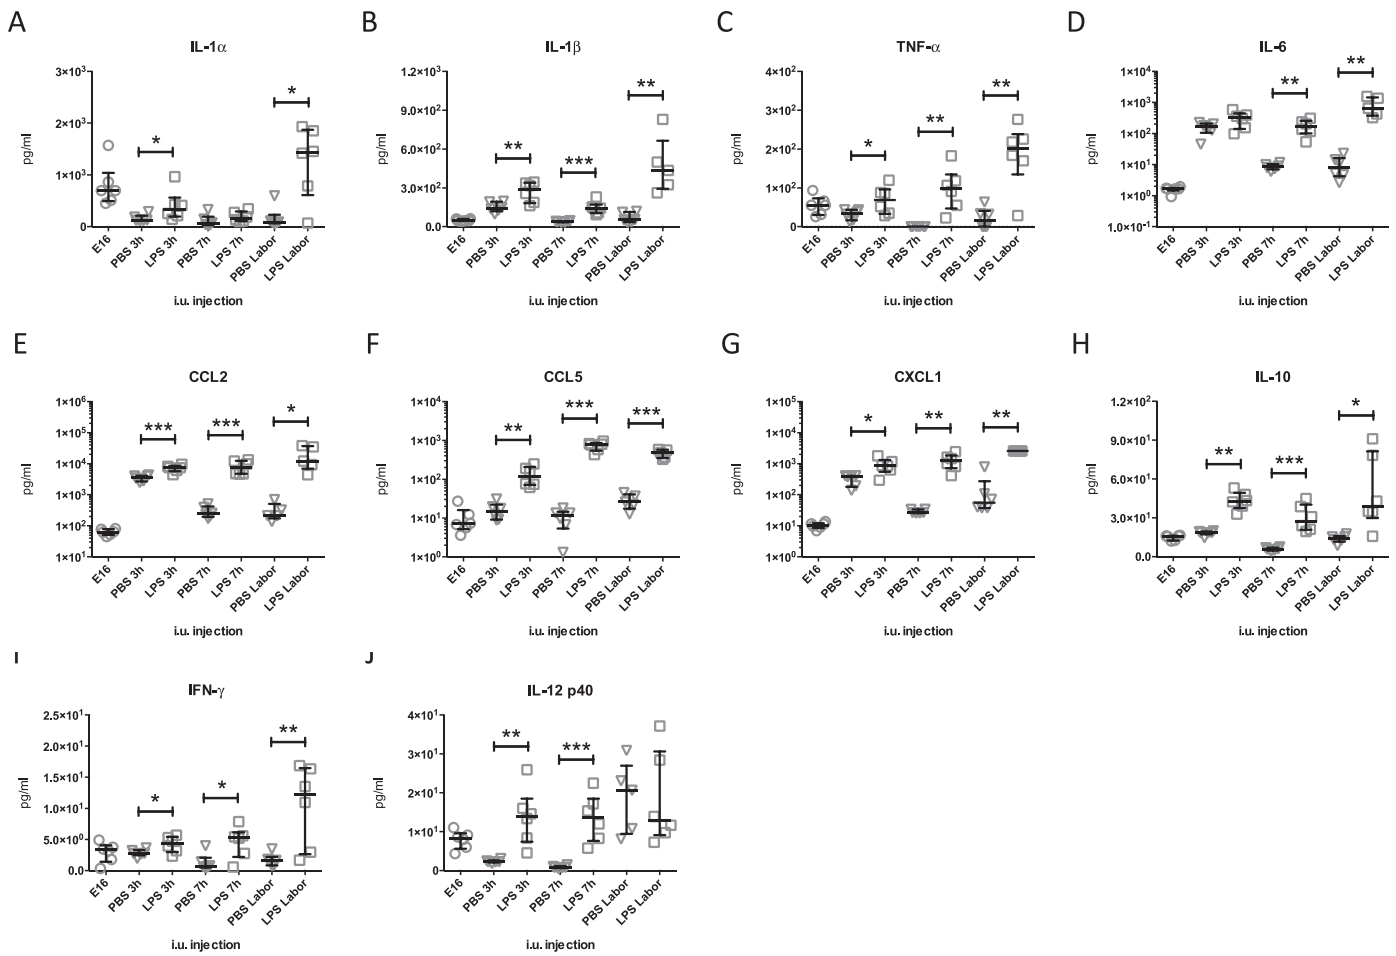 A
IL-1α
pg/ml
3×10³
2×10³
1×10³
0
*
*
E16
PBS 3h
LPS 3h
PBS 7h
LPS 7h
PBS Labor
LPS Labor
i.u. injection
B
IL-1β
pg/ml
1.2×10³
9.0×10²
6.0×10²
3.0×10²
0.0
**
***
**
E16
PBS 3h
LPS 3h
PBS 7h
LPS 7h
PBS Labor
LPS Labor
i.u. injection
C
TNF-α
pg/ml
4×10²
3×10²
2×10²
1×10²
0
*
**
**
E16
PBS 3h
LPS 3h
PBS 7h
LPS 7h
PBS Labor
LPS Labor
i.u. injection
D
IL-6
pg/ml
1×10⁴
1×10³
1×10²
1×10¹
1×10⁰
1.0×10⁻¹
**
**
E16
PBS 3h
LPS 3h
PBS 7h
LPS 7h
PBS Labor
LPS Labor
i.u. injection
E
CCL2
pg/ml
1×10⁶
1×10⁵
1×10⁴
1×10³
1×10²
1×10¹
***
***
*
E16
PBS 3h
LPS 3h
PBS 7h
LPS 7h
PBS Labor
LPS Labor
i.u. injection
F
CCL5
pg/ml
1×10⁴
1×10³
1×10²
1×10¹
1×10⁰
**
***
***
E16
PBS 3h
LPS 3h
PBS 7h
LPS 7h
PBS Labor
LPS Labor
i.u. injection
G
CXCL1
pg/ml
1×10⁵
1×10⁴
1×10³
1×10²
1×10¹
1×10⁰
*
**
**
E16
PBS 3h
LPS 3h
PBS 7h
LPS 7h
PBS Labor
LPS Labor
i.u. injection
H
IL-10
pg/ml
1.2×10²
9.0×10¹
6.0×10¹
3.0×10¹
0.0
**
***
*
E16
PBS 3h
LPS 3h
PBS 7h
LPS 7h
PBS Labor
LPS Labor
i.u. injection
I
IFN-γ
pg/ml
2.5×10¹
2.0×10¹
1.5×10¹
1.0×10¹
5.0×10⁰
0.0
*
*
**
E16
PBS 3h
LPS 3h
PBS 7h
LPS 7h
PBS Labor
LPS Labor
i.u. injection
J
IL-12 p40
pg/ml
4×10¹
3×10¹
2×10¹
1×10¹
0
**
***
E16
PBS 3h
LPS 3h
PBS 7h
LPS 7h
PBS Labor
LPS Labor
i.u. injection